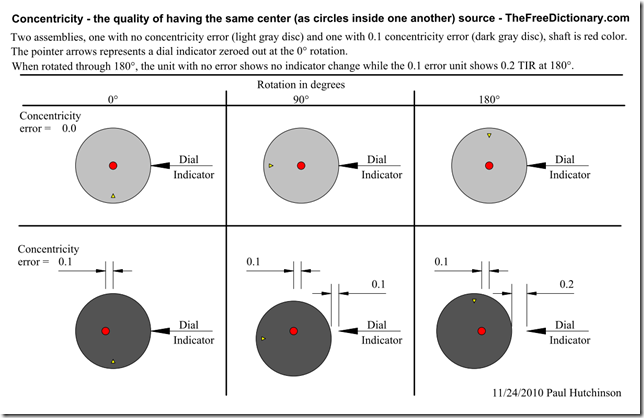 Concentricity - the quality of having the same center (as circles inside one another) source - TheFreeDictionary.com
Two assemblies, one with no concentricity error (light gray disc) and one with 0.1 concentricity error (dark gray disc), shaft is red color.
The pointer arrows represents a dial indicator zeroed out at the 0° rotation.
When rotated through 180°, the unit with no error shows no indicator change while the 0.1 error unit shows 0.2 TIR at 180°.
Rotation in degrees
0° 90° 180°
Concentricity
error = 0.0
Dial Dial Dial
Indicator Indicator Indicator
Concentricity
error = 0.1 0.1 0.1
0.1 0.2
Dial Dial Dial
Indicator Indicator Indicator
11/24/2010 Paul Hutchinson